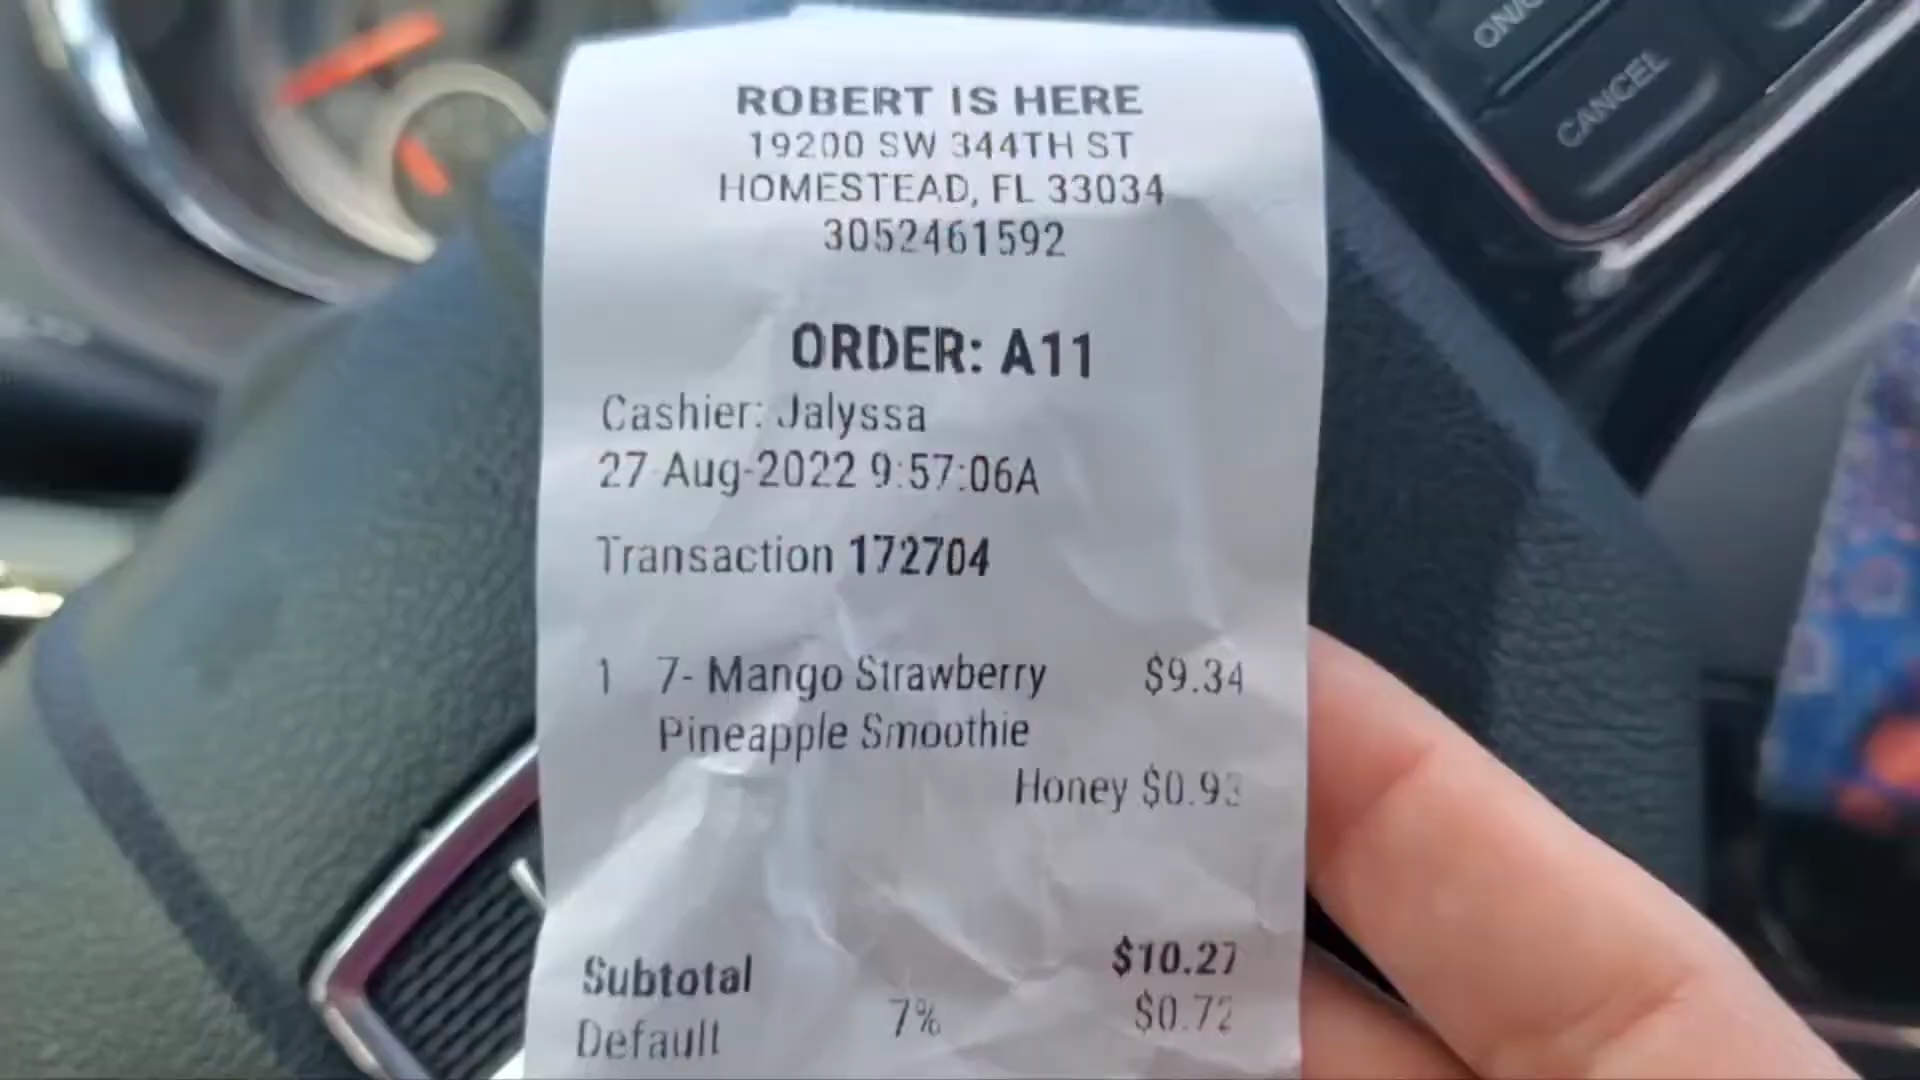 ON/O
CANCEL
ROBERT IS HERE
19200 SW 344TH ST
HOMESTEAD, FL 33034
3052461592
ORDER: A11
Cashier: Jalyssa
27-Aug-2022 9:57:06A
Transaction 172704
1 7- Mango Strawberry $9.34
Pineapple Smoothie
Honey $0.93
Subtotal $10.27
Default 7% $0.72